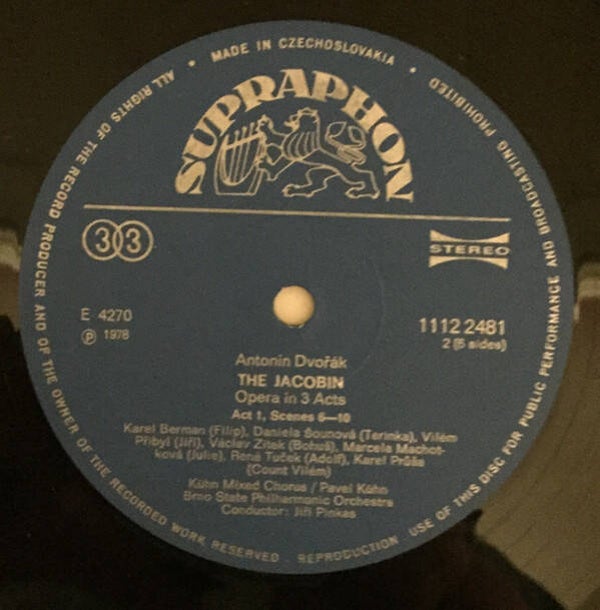 MADE IN CZECHOSLOVAKIA
ALL RIGHTS OF THE RECORD PRODUCER AND OF THE OWNER OF THE RECORDED WORK RESERVED · REPRODUCTION · USE OF THIS DISC FOR PUBLIC PERFORMANCE AND BROADCASTING PROHIBITED
SUPRAPHON
33
STEREO
E 4270
℗ 1978
1112 2481
2 (6 sides)
Antonín Dvořák
THE JACOBIN
Opera in 3 Acts
Act 1, Scenes 6—10
Karel Berman (Filip), Daniela Šounová (Terinka), Vilém
Přibyl (Jiří), Václav Zítek (Bohuš), Marcela Machot-
ková (Julie), René Tuček (Adolf), Karel Průša
(Count Vilém)
Kühn Mixed Chorus / Pavel Kühn
Brno State Philharmonic Orchestra
Conductor: Jiří Pinkas